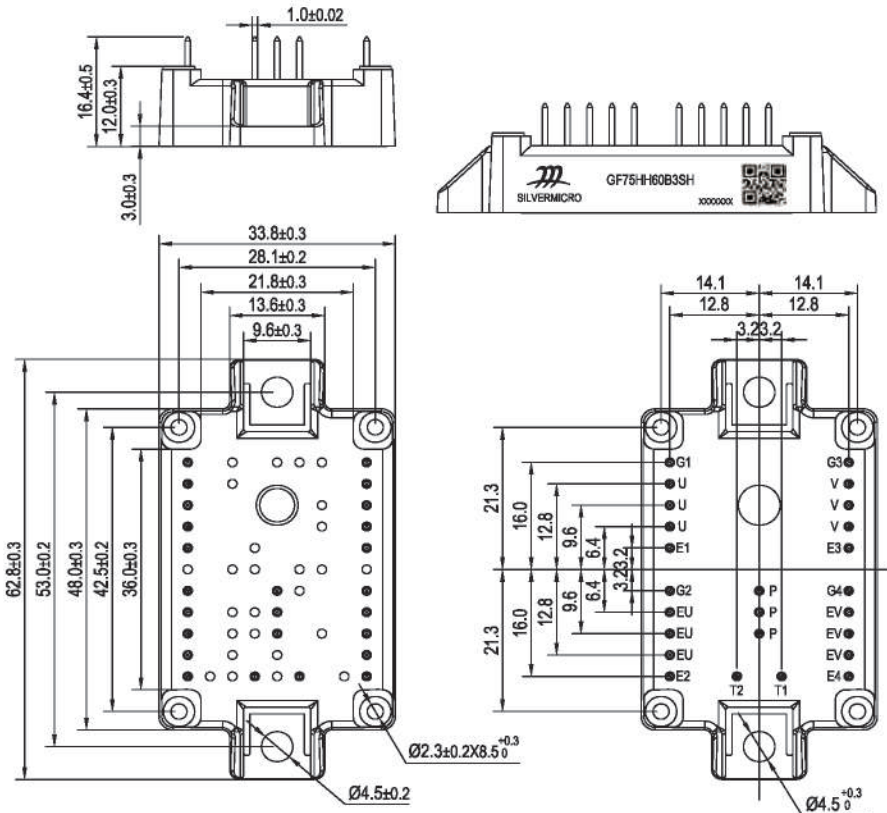 1.0±0.02
16.4±0.5
12.0±0.3
3.0±0.3
SILVERMICRO
GF75HH60B3SH
XXXXXXX
33.8±0.3
28.1±0.2
21.8±0.3
13.6±0.3
9.6±0.3
62.8±0.3
53.0±0.2
48.0±0.3
42.5±0.2
36.0±0.3
Ø2.3±0.2X8.5 +0.3 0
Ø4.5±0.2
14.1 14.1
12.8 12.8
3.2 3.2
21.3
16.0
12.8
9.6
6.4
3.2 3.2
6.4
9.6
12.8
16.0
21.3
G1 G3
U V
U V
U V
E1 E3
G2 P G4
EU P EV
EU P EV
EU EV
E2 T2 T1 E4
Ø4.5 +0.3 0